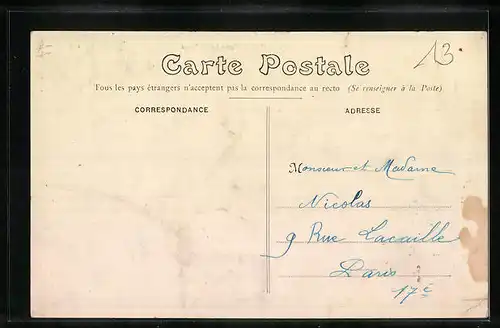 13
Carte Postale
Tous les pays étrangers n'acceptent pas la correspondance au recto (Se renseigner à la Poste)
CORRESPONDANCE
ADRESSE
Monsieur et Madame
Nicolas
9 Rue Lacaille
Paris
17e